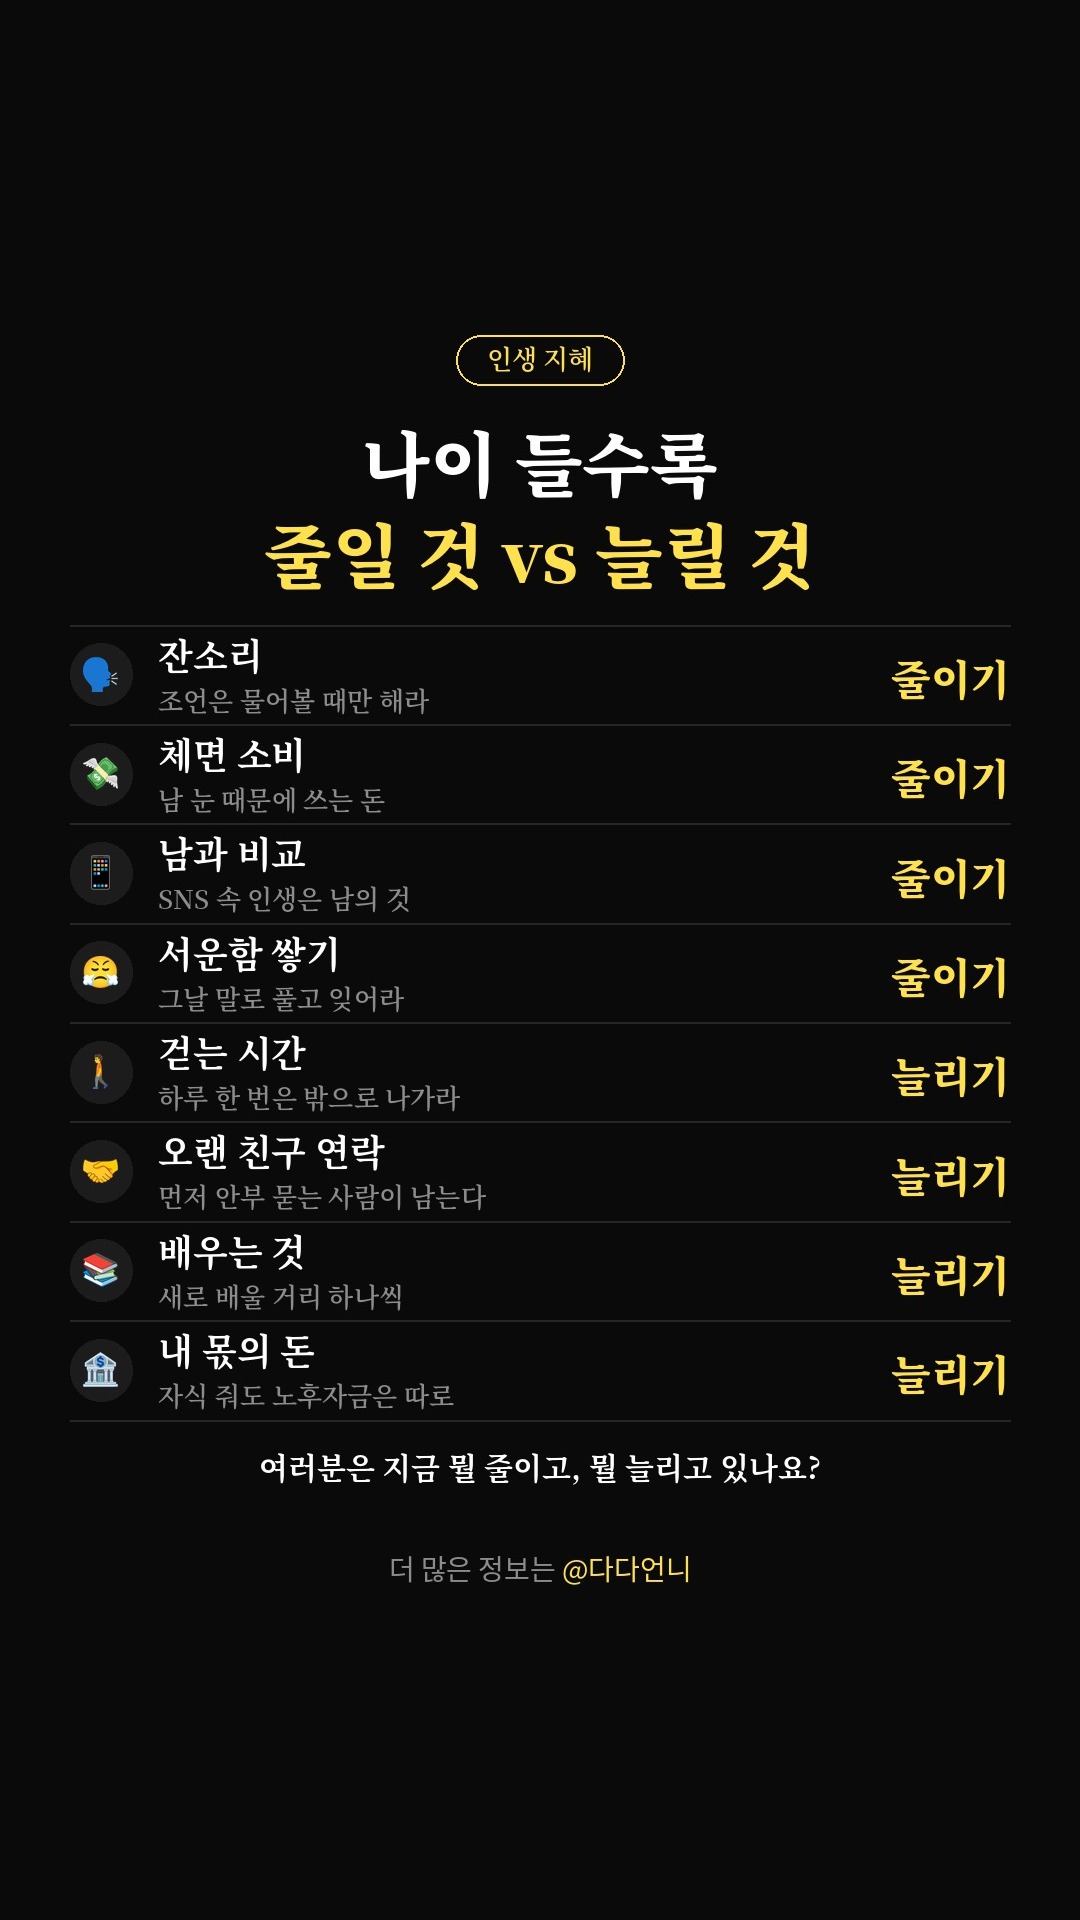 인생 지혜
나이 들수록
줄일 것 vs 늘릴 것
잔소리
조언은 물어볼 때만 해라
줄이기
체면 소비
남 눈 때문에 쓰는 돈
줄이기
남과 비교
SNS 속 인생은 남의 것
줄이기
서운함 쌓기
그날 말로 풀고 잊어라
줄이기
걷는 시간
하루 한 번은 밖으로 나가라
늘리기
오랜 친구 연락
먼저 안부 묻는 사람이 남는다
늘리기
배우는 것
새로 배울 거리 하나씩
늘리기
내 몫의 돈
자식 줘도 노후자금은 따로
늘리기
여러분은 지금 뭘 줄이고, 뭘 늘리고 있나요?
더 많은 정보는 @다다언니